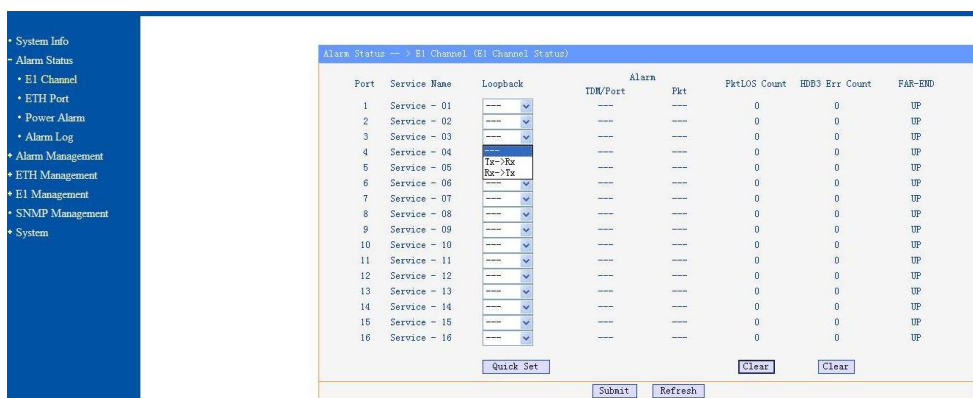 System Info
Alarm Status
E1 Channel
ETH Port
Power Alarm
Alarm Log
Alarm Management
ETH Management
E1 Management
SNMP Management
System
Alarm Status -- > E1 Channel (E1 Channel Status)
Alarm
Port Service Name Loopback TDM/Port Pkt PktLOS Count HDB3 Err Count FAR-END
1 Service - 01 --- --- --- 0 0 UP
2 Service - 02 --- --- --- 0 0 UP
3 Service - 03 --- --- --- 0 0 UP
4 Service - 04 --- --- --- 0 0 UP
Tx->Rx
5 Service - 05 --- --- 0 0 UP
Rx->Tx
6 Service - 06 --- --- --- 0 0 UP
7 Service - 07 --- --- --- 0 0 UP
8 Service - 08 --- --- --- 0 0 UP
9 Service - 09 --- --- --- 0 0 UP
10 Service - 10 --- --- --- 0 0 UP
11 Service - 11 --- --- --- 0 0 UP
12 Service - 12 --- --- --- 0 0 UP
13 Service - 13 --- --- --- 0 0 UP
14 Service - 14 --- --- --- 0 0 UP
15 Service - 15 --- --- --- 0 0 UP
16 Service - 16 --- --- --- 0 0 UP
Quick Set Clear Clear
Submit Refresh